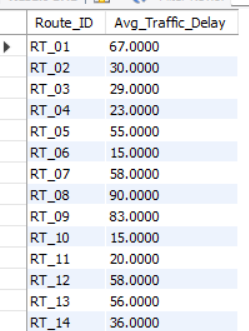 Route_ID Avg_Traffic_Delay
RT_01 67.0000
RT_02 30.0000
RT_03 29.0000
RT_04 23.0000
RT_05 55.0000
RT_06 15.0000
RT_07 58.0000
RT_08 90.0000
RT_09 83.0000
RT_10 15.0000
RT_11 20.0000
RT_12 58.0000
RT_13 56.0000
RT_14 36.0000